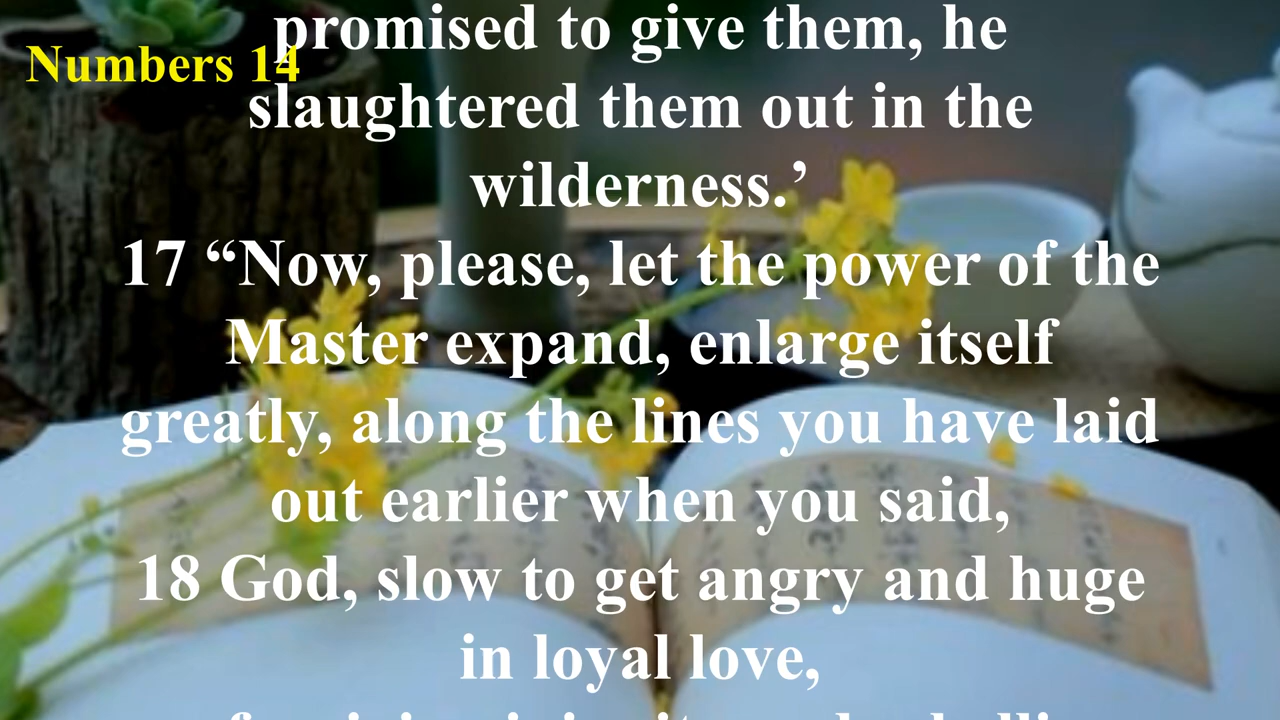 promised to give them, he
Numbers 14
slaughtered them out in the
wilderness.’
17 “Now, please, let the power of the
Master expand, enlarge itself
greatly, along the lines you have laid
out earlier when you said,
18 God, slow to get angry and huge
in loyal love,